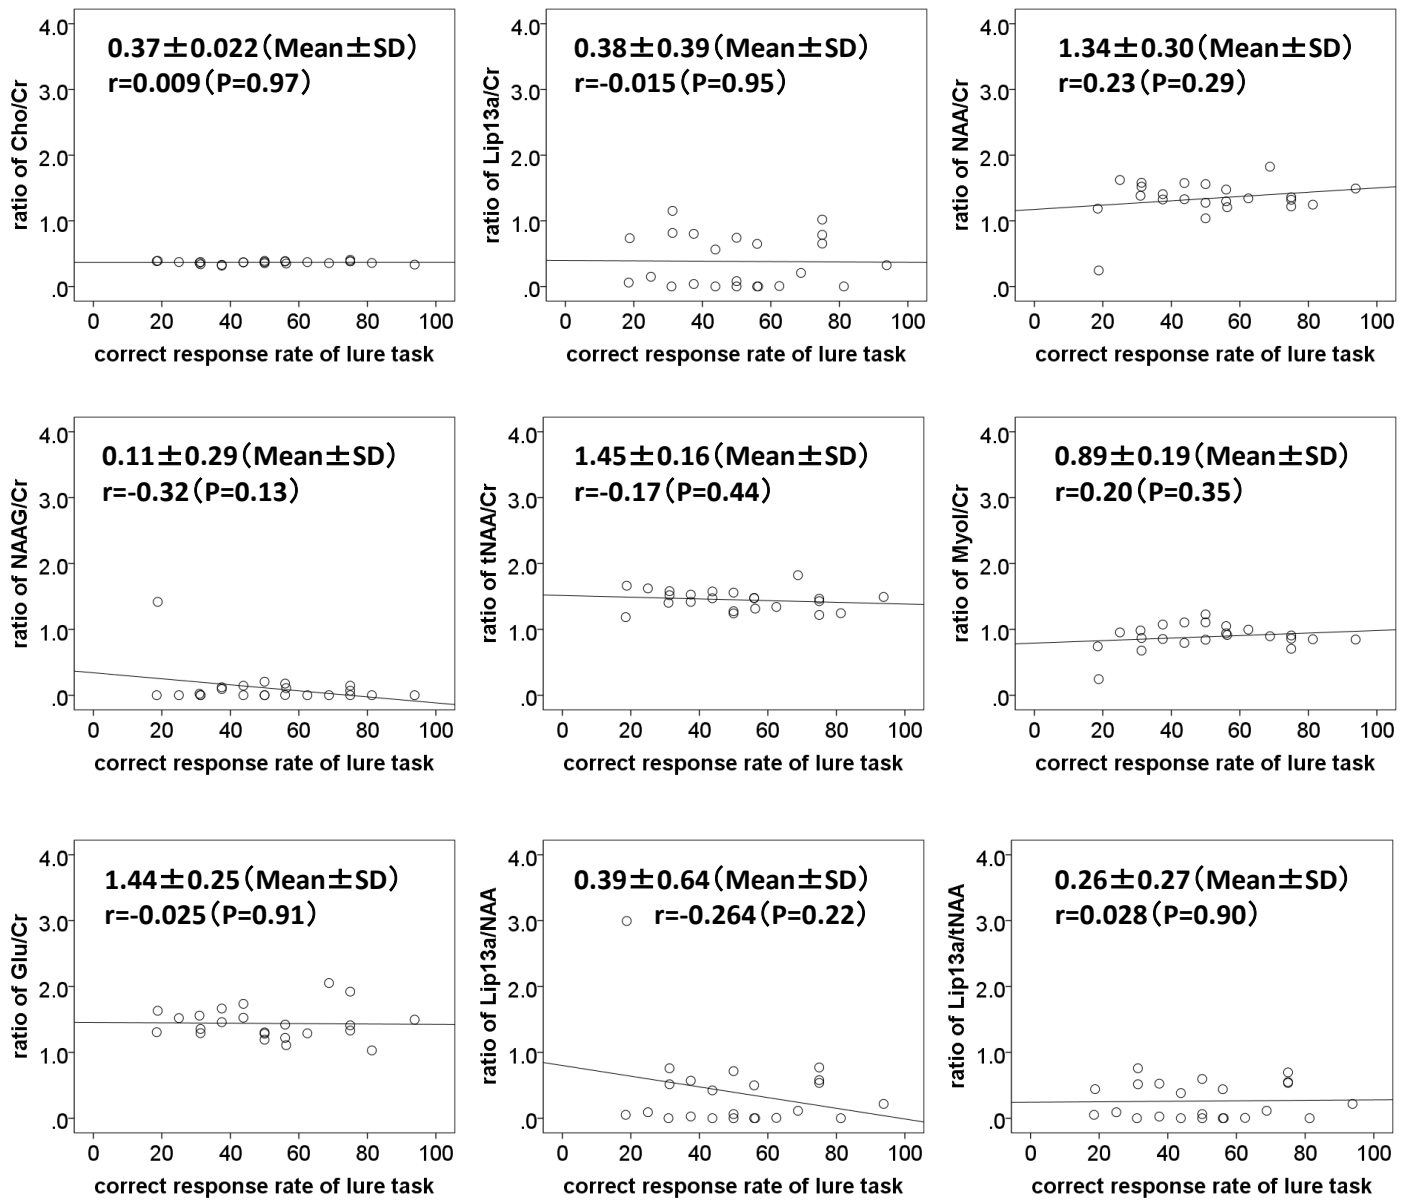 4.0
3.0
2.0
1.0
.0
ratio of Cho/Cr
0.37±0.022(Mean±SD)
r=0.009(P=0.97)
0 20 40 60 80 100
correct response rate of lure task
4.0
3.0
2.0
1.0
.0
ratio of Lip13a/Cr
0.38±0.39(Mean±SD)
r=-0.015(P=0.95)
0 20 40 60 80 100
correct response rate of lure task
4.0
3.0
2.0
1.0
.0
ratio of NAA/Cr
1.34±0.30(Mean±SD)
r=0.23(P=0.29)
0 20 40 60 80 100
correct response rate of lure task
4.0
3.0
2.0
1.0
.0
ratio of NAAG/Cr
0.11±0.29(Mean±SD)
r=-0.32(P=0.13)
0 20 40 60 80 100
correct response rate of lure task
4.0
3.0
2.0
1.0
.0
ratio of tNAA/Cr
1.45±0.16(Mean±SD)
r=-0.17(P=0.44)
0 20 40 60 80 100
correct response rate of lure task
4.0
3.0
2.0
1.0
.0
ratio of MyoI/Cr
0.89±0.19(Mean±SD)
r=0.20(P=0.35)
0 20 40 60 80 100
correct response rate of lure task
4.0
3.0
2.0
1.0
.0
ratio of Glu/Cr
1.44±0.25(Mean±SD)
r=-0.025(P=0.91)
0 20 40 60 80 100
correct response rate of lure task
4.0
3.0
2.0
1.0
.0
ratio of Lip13a/NAA
0.39±0.64(Mean±SD)
r=-0.264(P=0.22)
0 20 40 60 80 100
correct response rate of lure task
4.0
3.0
2.0
1.0
.0
ratio of Lip13a/tNAA
0.26±0.27(Mean±SD)
r=0.028(P=0.90)
0 20 40 60 80 100
correct response rate of lure task